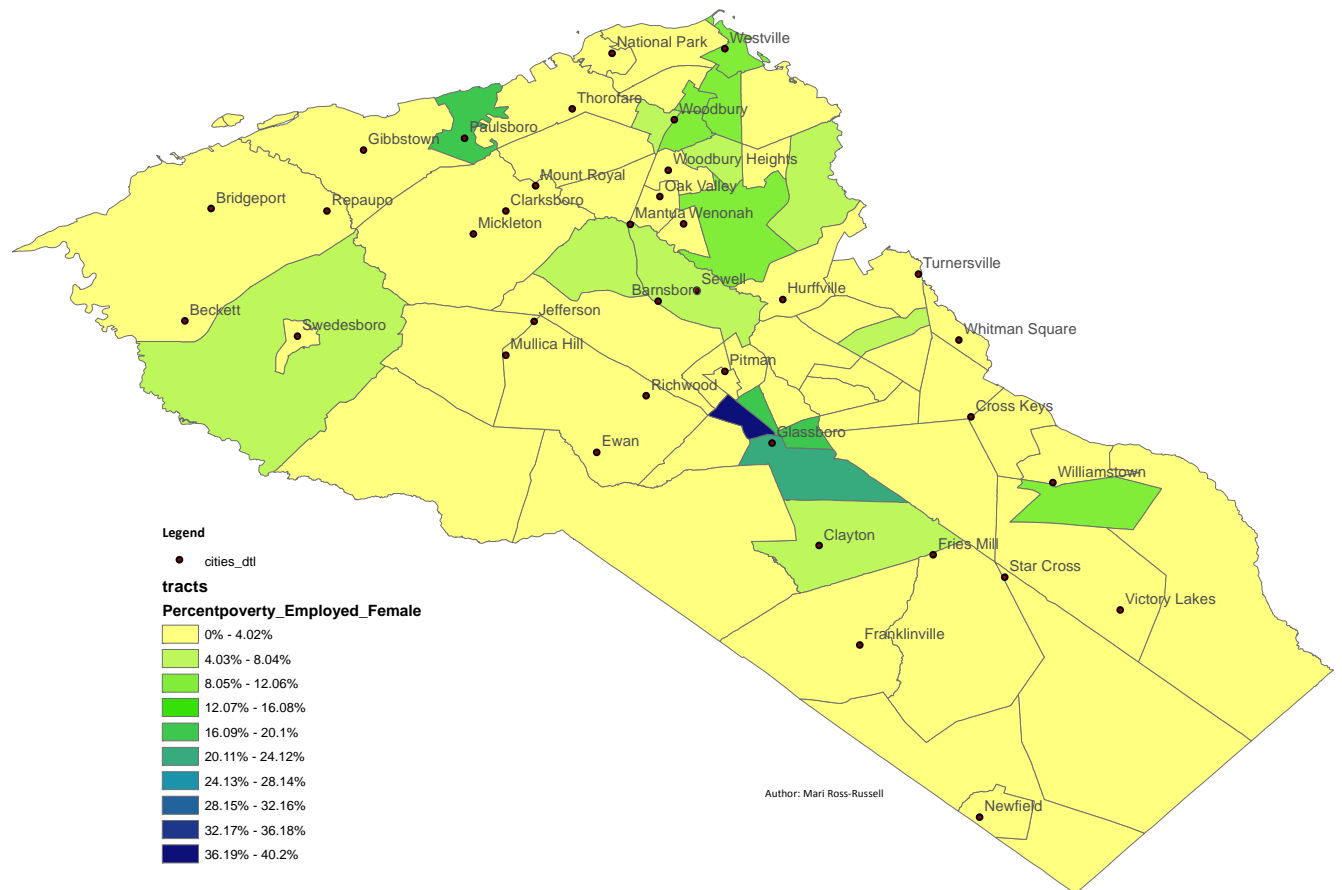 National Park
Westville
Thorofare
Woodbury
Paulsboro
Gibbstown
Woodbury Heights
Mount Royal
Oak Valley
Bridgeport
Repaupo
Clarksboro
Mantua
Wenonah
Mickleton
Turnersville
Sewell
Barnsboro
Hurffville
Beckett
Swedesboro
Jefferson
Whitman Square
Mullica Hill
Pitman
Richwood
Cross Keys
Glassboro
Ewan
Williamstown
Clayton
Fries Mill
Star Cross
Victory Lakes
Franklinville
Newfield
Legend
cities_dtl
tracts
Percentpoverty_Employed_Female
0% - 4.02%
4.03% - 8.04%
8.05% - 12.06%
12.07% - 16.08%
16.09% - 20.1%
20.11% - 24.12%
24.13% - 28.14%
28.15% - 32.16%
32.17% - 36.18%
36.19% - 40.2%
Author: Mari Ross-Russell